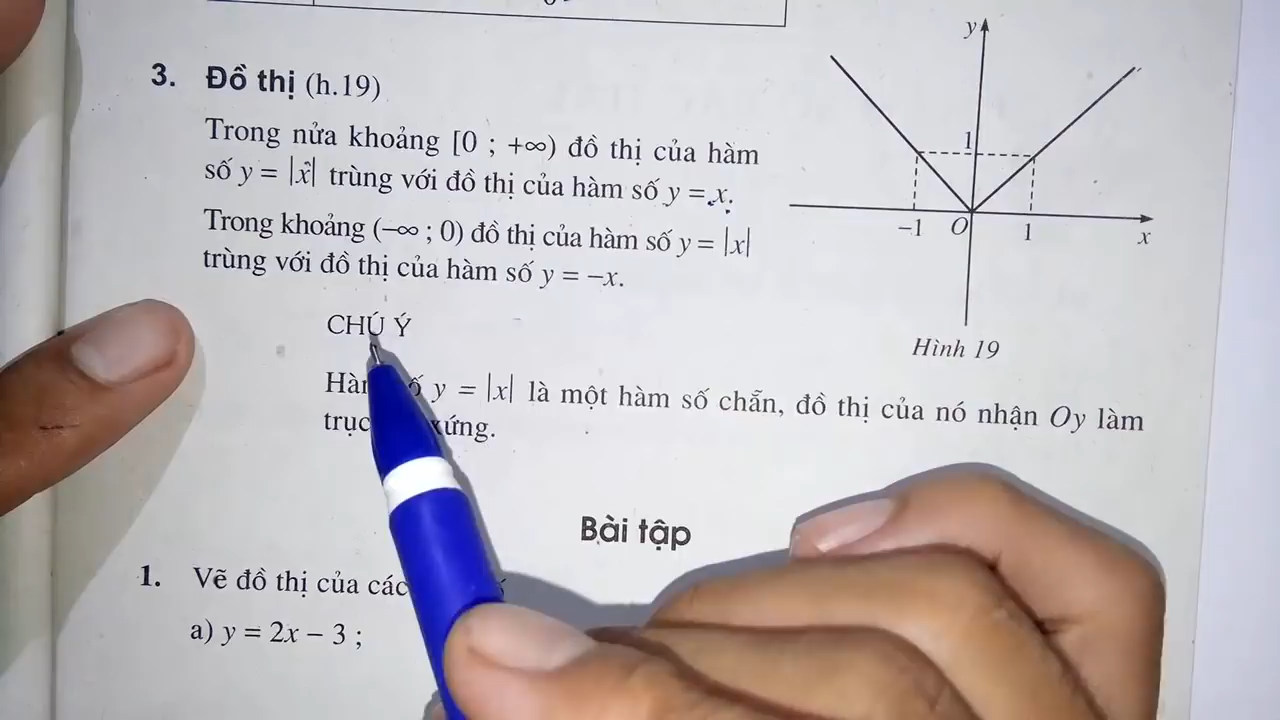 3. Đồ thị (h.19)
Trong nửa khoảng [0 ; +∞) đồ thị của hàm
số y = |x| trùng với đồ thị của hàm số y = x.
Trong khoảng (−∞ ; 0) đồ thị của hàm số y = |x|
trùng với đồ thị của hàm số y = −x.
y
1
−1 O 1 x
Hình 19
CHÚ Ý
y = |x| là một hàm số chẵn, đồ thị của nó nhận Oy làm
trục xứng.
Bài tập
1. Vẽ đồ thị của các
a) y = 2x − 3 ;